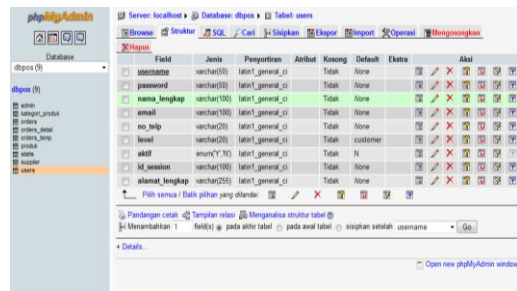 phpMyAdmin
Database
dbpos (9)
dbpos (9)
admin
kategori_produk
orders
orders_detail
orders_temp
produk
statis
supplier
users
Server: localhost ▸ Database: dbpos ▸ Tabel: users
Browse Struktur SQL Cari Sisipkan Ekspor Import Operasi Mengosongkan
Hapus
Field Jenis Penyortiran Atribut Kosong Default Ekstra Aksi
username varchar(50) latin1_general_ci Tidak None
password varchar(50) latin1_general_ci Tidak None
nama_lengkap varchar(100) latin1_general_ci Tidak None
email varchar(100) latin1_general_ci Tidak None
no_telp varchar(20) latin1_general_ci Tidak None
level varchar(20) latin1_general_ci Tidak customer
aktif enum('Y','N') latin1_general_ci Tidak N
id_session varchar(100) latin1_general_ci Tidak None
alamat_lengkap varchar(255) latin1_general_ci Tidak None
Pilih semua / Balik pilihan yang ditandai:
Pandangan cetak Tampilan relasi Menganalisa struktur tabel
Menambahkan 1 field(s) pada akhir tabel pada awal tabel sisipkan setelah username Go
+ Details...
Open new phpMyAdmin window